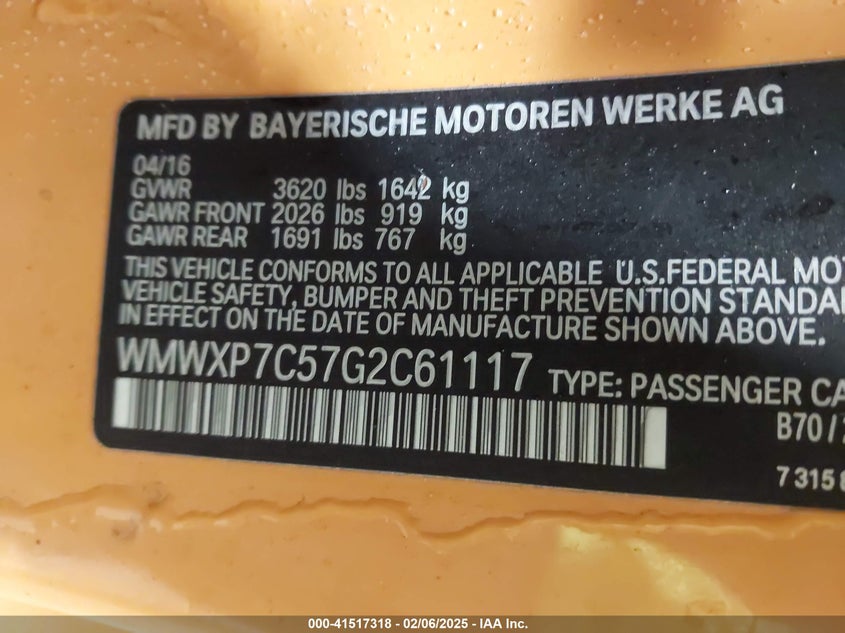 MFD BY BAYERISCHE MOTOREN WERKE AG
04/16
GVWR 3620 lbs 1642 kg
GAWR FRONT 2026 lbs 919 kg
GAWR REAR 1691 lbs 767 kg
THIS VEHICLE CONFORMS TO ALL APPLICABLE U.S.FEDERAL MOT
VEHICLE SAFETY, BUMPER AND THEFT PREVENTION STANDAR
IN EFFECT ON THE DATE OF MANUFACTURE SHOWN ABOVE.
WMWXP7C57G2C61117 TYPE: PASSENGER CA
B70/
7 315 8
000-41517318 - 02/06/2025 - IAA Inc.